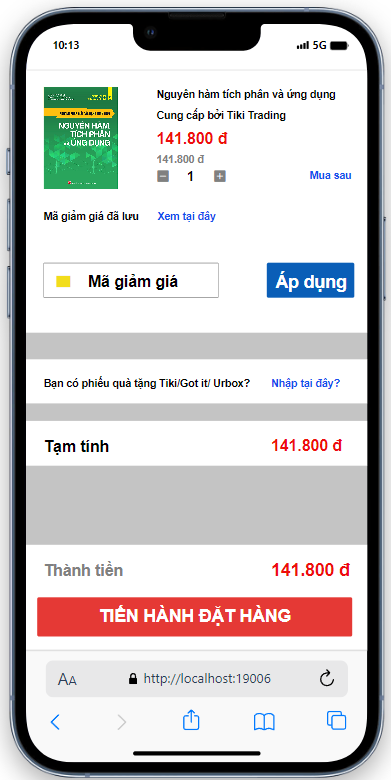 10:13
5G
NGUYÊN HÀM
TÍCH PHÂN
và ỨNG DỤNG
Nguyên hàm tích phân và ứng dụng
Cung cấp bởi Tiki Trading
141.800 đ
141.800 đ
1
Mua sau
Mã giảm giá đã lưu
Xem tại đây
Mã giảm giá
Áp dụng
Bạn có phiếu quà tặng Tiki/Got it/ Urbox?
Nhập tại đây?
Tạm tính
141.800 đ
Thành tiền
141.800 đ
TIẾN HÀNH ĐẶT HÀNG
AA
http://localhost:19006